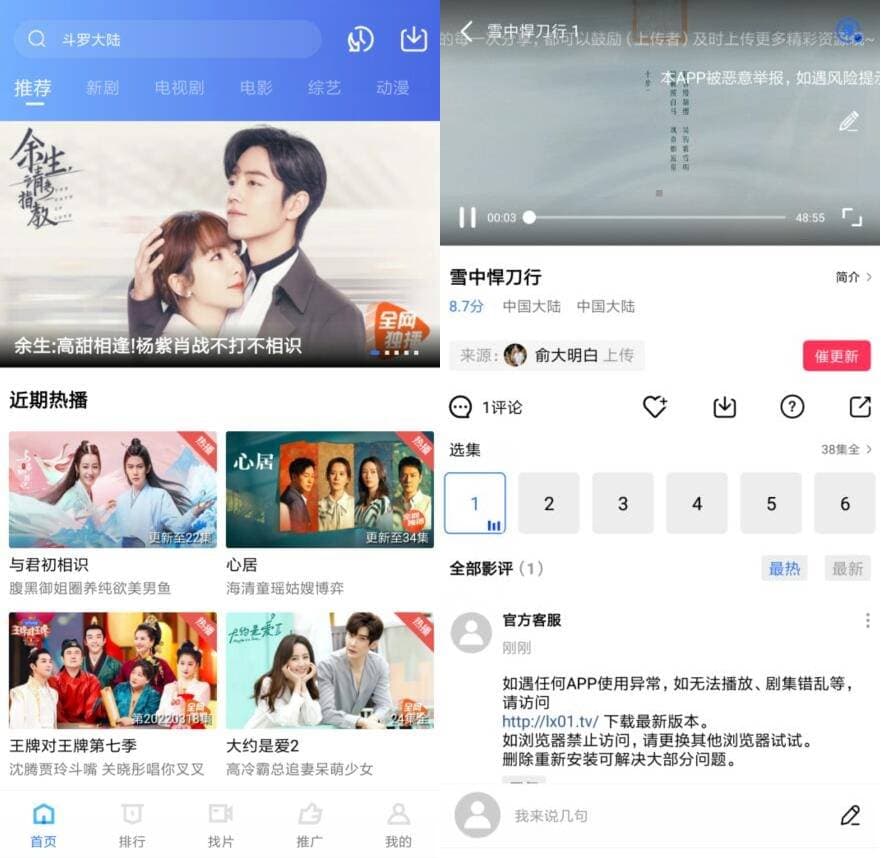 斗罗大陆
推荐 新剧 电视剧 电影 综艺 动漫
余生,
请多
指教
全网
独播
余生:高甜相逢!杨紫肖战不打不相识
近期热播
热播
更新至22集
与君初相识
腹黑御姐圈养纯欲美男鱼
心居
热播
更新至34集
心居
海清童瑶姑嫂博弈
王牌对王牌
热播
第20220318集
王牌对王牌第七季
沈腾贾玲斗嘴 关晓彤唱你叉叉
大约是爱2
热播
24集全
大约是爱2
高冷霸总追妻呆萌少女
首页 排行 找片 推广 我的
雪中悍刀行 1
的每一次分享，都可以鼓励（上传者）及时上传更多精彩资源哦~
本APP被恶意举报，如遇风险提示
00:03 48:55
雪中悍刀行 简介
8.7分 中国大陆 中国大陆
来源: 俞大明白 上传 催更新
1评论
选集 38集全
1 2 3 4 5 6
全部影评（1） 最热 最新
官方客服
刚刚
如遇任何APP使用异常，如无法播放、剧集错乱等，
请访问
http://lx01.tv/ 下载最新版本。
如浏览器禁止访问，请更换其他浏览器试试。
删除重新安装可解决大部分问题。
我来说几句